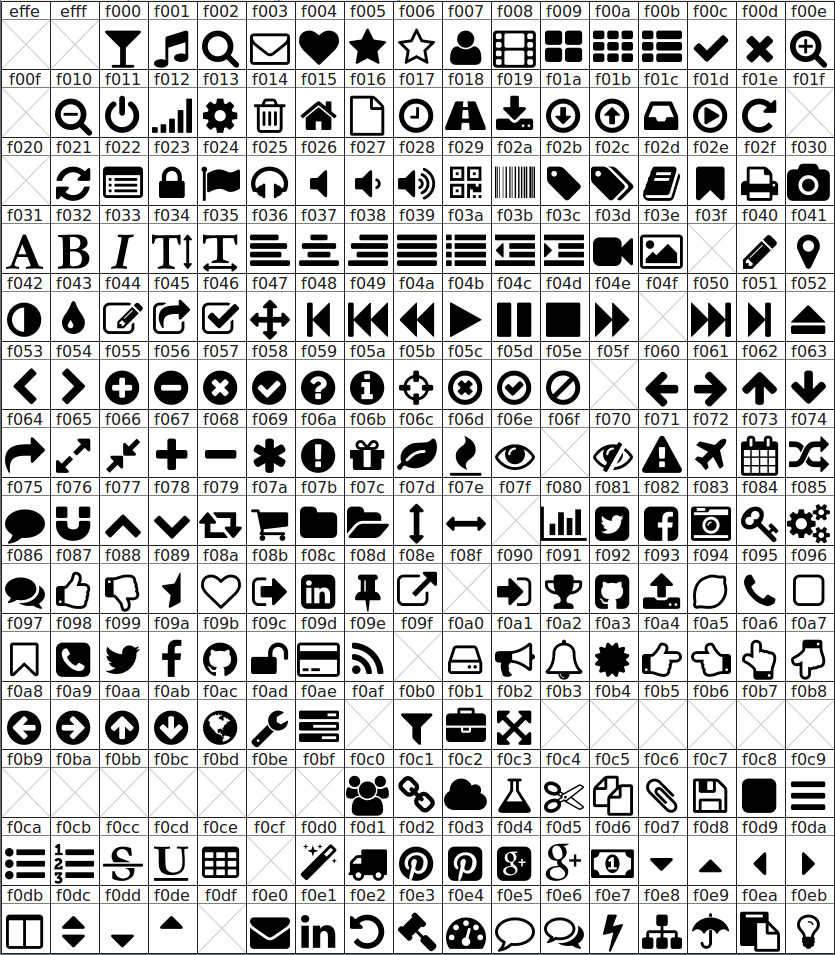 effe efff f000 f001 f002 f003 f004 f005 f006 f007 f008 f009 f00a f00b f00c f00d f00e
f00f f010 f011 f012 f013 f014 f015 f016 f017 f018 f019 f01a f01b f01c f01d f01e f01f
f020 f021 f022 f023 f024 f025 f026 f027 f028 f029 f02a f02b f02c f02d f02e f02f f030
f031 f032 f033 f034 f035 f036 f037 f038 f039 f03a f03b f03c f03d f03e f03f f040 f041
A B I T T
f042 f043 f044 f045 f046 f047 f048 f049 f04a f04b f04c f04d f04e f04f f050 f051 f052
f053 f054 f055 f056 f057 f058 f059 f05a f05b f05c f05d f05e f05f f060 f061 f062 f063
? i
f064 f065 f066 f067 f068 f069 f06a f06b f06c f06d f06e f06f f070 f071 f072 f073 f074
! !
f075 f076 f077 f078 f079 f07a f07b f07c f07d f07e f07f f080 f081 f082 f083 f084 f085
f
f086 f087 f088 f089 f08a f08b f08c f08d f08e f08f f090 f091 f092 f093 f094 f095 f096
in
f097 f098 f099 f09a f09b f09c f09d f09e f09f f0a0 f0a1 f0a2 f0a3 f0a4 f0a5 f0a6 f0a7
f
f0a8 f0a9 f0aa f0ab f0ac f0ad f0ae f0af f0b0 f0b1 f0b2 f0b3 f0b4 f0b5 f0b6 f0b7 f0b8
f0b9 f0ba f0bb f0bc f0bd f0be f0bf f0c0 f0c1 f0c2 f0c3 f0c4 f0c5 f0c6 f0c7 f0c8 f0c9
f0ca f0cb f0cc f0cd f0ce f0cf f0d0 f0d1 f0d2 f0d3 f0d4 f0d5 f0d6 f0d7 f0d8 f0d9 f0da
1 2 3 S U g+ g+ 1
f0db f0dc f0dd f0de f0df f0e0 f0e1 f0e2 f0e3 f0e4 f0e5 f0e6 f0e7 f0e8 f0e9 f0ea f0eb
in